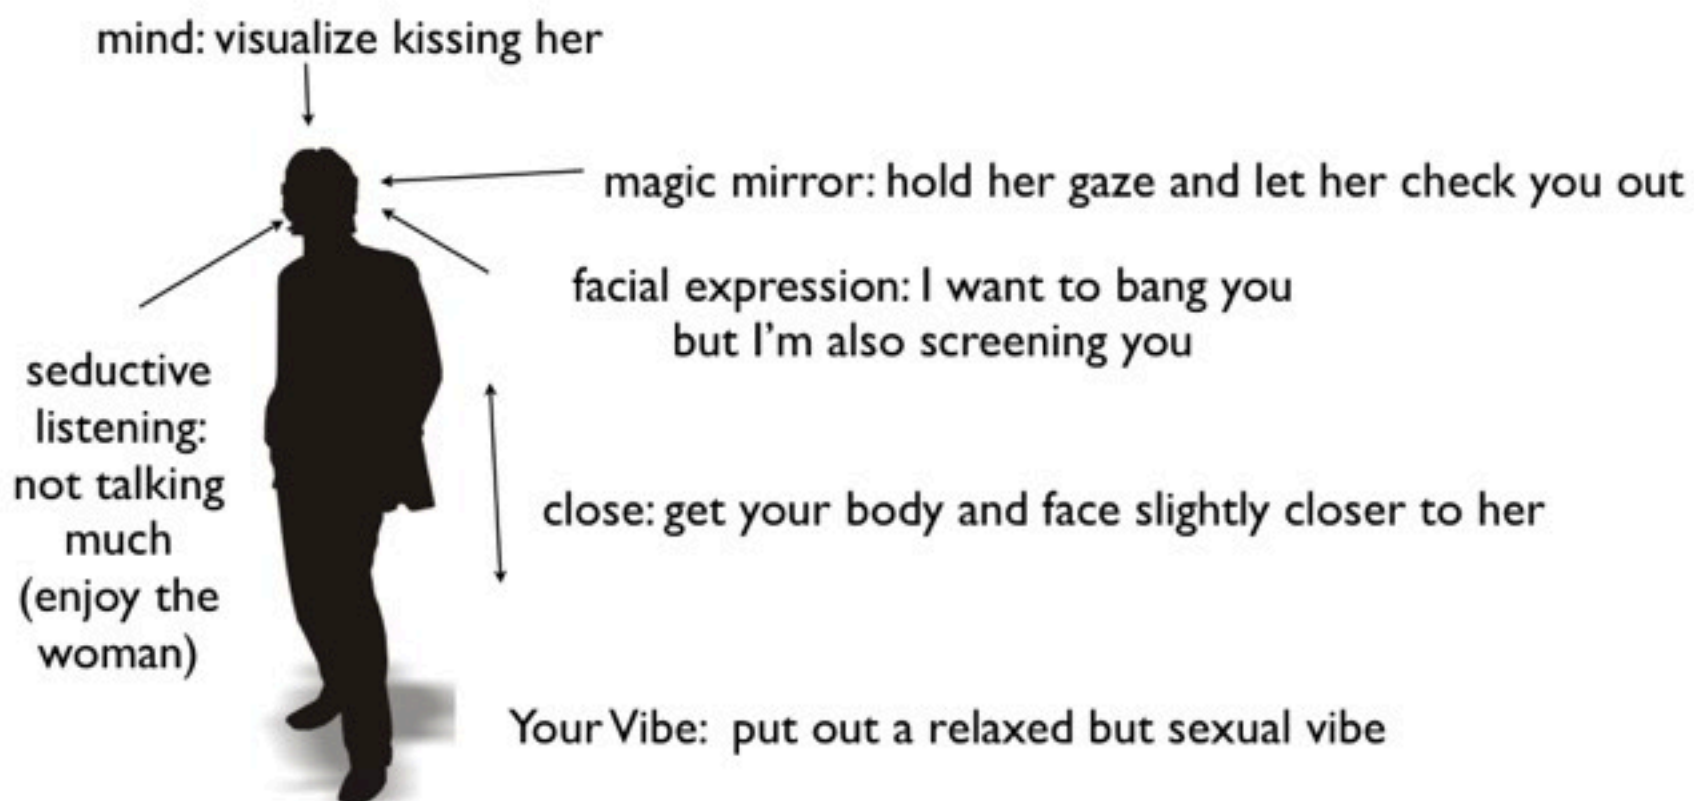 mind: visualize kissing her
magic mirror: hold her gaze and let her check you out
facial expression: I want to bang you
but I'm also screening you
seductive
listening:
not talking
much
(enjoy the
woman)
close: get your body and face slightly closer to her
Your Vibe: put out a relaxed but sexual vibe